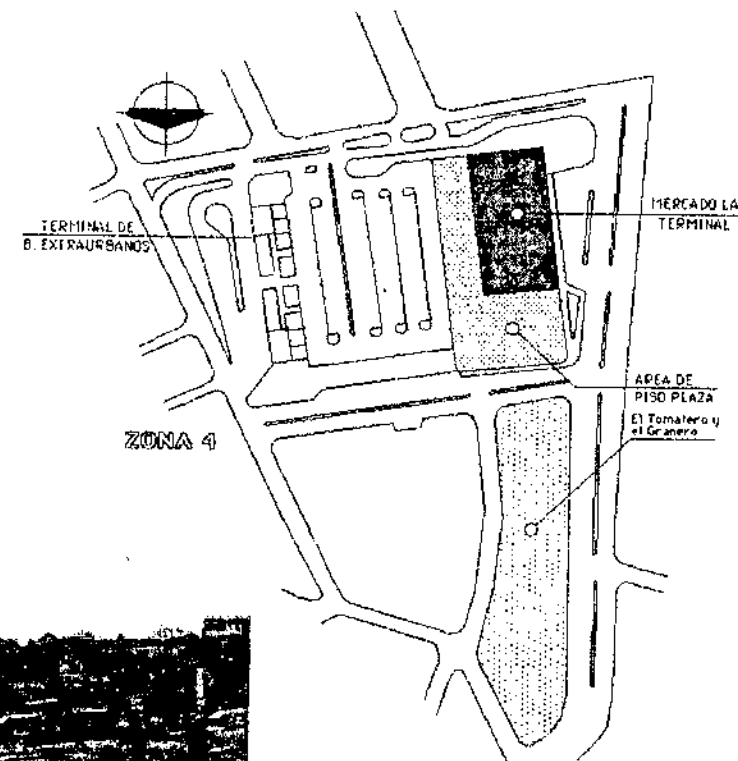 TERMINAL DE
B. EXTRAURBANOS
MERCADO LA
TERMINAL
AREA DE
PISO PLAZA
El Tomatero y
el Granero
ZONA 4